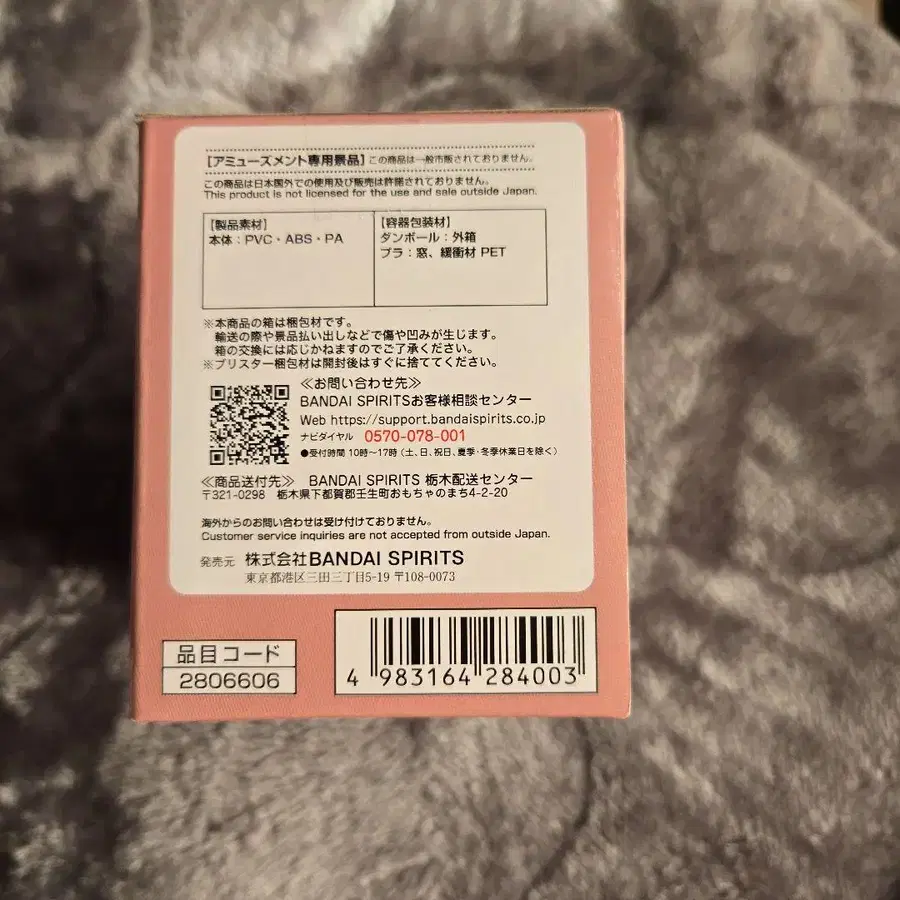 【アミューズメント専用景品】この商品は一般市販されておりません。
この商品は日本国外での使用及び販売は許諾されておりません。
This product is not licensed for the use and sale outside Japan.
【製品素材】
本体：PVC・ABS・PA
【容器包装材】
ダンボール：外箱
プラ：窓、緩衝材 PET
※本商品の箱は梱包材です。
輸送の際や景品払い出しなどで傷や凹みが生じます。
箱の交換には応じかねますのでご了承ください。
※ブリスター梱包材は開封後はすぐに捨ててください。
≪お問い合わせ先≫
BANDAI SPIRITSお客様相談センター
Web https://support.bandaispirits.co.jp
ナビダイヤル 0570-078-001
●受付時間 10時～17時（土、日、祝日、夏季・冬季休業日を除く）
≪商品送付先≫ BANDAI SPIRITS 栃木配送センター
〒321-0298 栃木県下都賀郡壬生町おもちゃのまち4-2-20
海外からのお問い合わせは受け付けておりません。
Customer service inquiries are not accepted from outside Japan.
発売元 株式会社BANDAI SPIRITS
東京都港区三田三丁目5-19 〒108-0073
品目コード
2806606
4 983164 284003